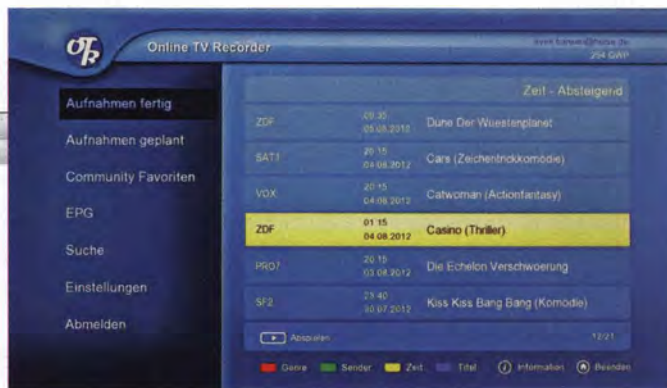 OTR
Online TV Recorder
254 GWP
Aufnahmen fertig
Aufnahmen geplant
Community Favoriten
EPG
Suche
Einstellungen
Abmelden
Zeit - Absteigend
ZDF 05.08.2012 Dune Der Wuestenplanet
SAT1 20:15 04.08.2012 Cars (Zeichentrickkomödie)
VOX 20:15 04.08.2012 Catwoman (Actionfantasy)
ZDF 01:15 04.08.2012 Casino (Thriller)
PRO7 20:15 03.08.2012 Die Echelon Verschwoerung
SF2 23:40 30.07.2012 Kiss Kiss Bang Bang (Komödie)
Abspielen 12/21
Genre Sender Zeit Titel i Information Beenden